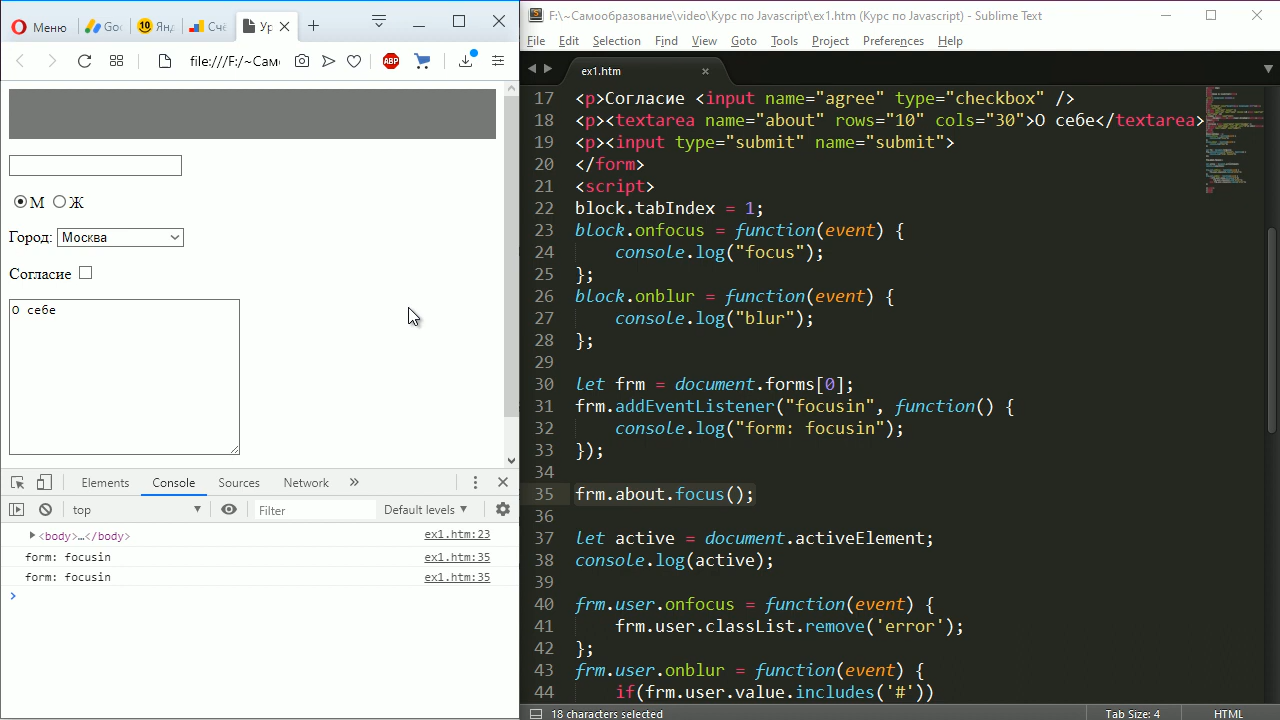 Меню
Goo
Янд
Счё
Ур
file:///F:/~Само
ABP
М Ж
Город: Москва
Согласие
О себе
Elements Console Sources Network »
top Filter Default levels
<body>…</body> ex1.htm:23
form: focusin ex1.htm:35
form: focusin ex1.htm:35
F:\~Самообразование\video\Курс по Javascript\ex1.htm (Курс по Javascript) - Sublime Text
File Edit Selection Find View Goto Tools Project Preferences Help
ex1.htm
17 <p>Согласие <input name="agree" type="checkbox" />
18 <p><textarea name="about" rows="10" cols="30">О себе</textarea>
19 <p><input type="submit" name="submit">
20 </form>
21 <script>
22 block.tabIndex = 1;
23 block.onfocus = function(event) {
24 console.log("focus");
25 };
26 block.onblur = function(event) {
27 console.log("blur");
28 };
29
30 let frm = document.forms[0];
31 frm.addEventListener("focusin", function() {
32 console.log("form: focusin");
33 });
34
35 frm.about.focus();
36
37 let active = document.activeElement;
38 console.log(active);
39
40 frm.user.onfocus = function(event) {
41 frm.user.classList.remove('error');
42 };
43 frm.user.onblur = function(event) {
44 if(frm.user.value.includes('#'))
18 characters selected Tab Size: 4 HTML